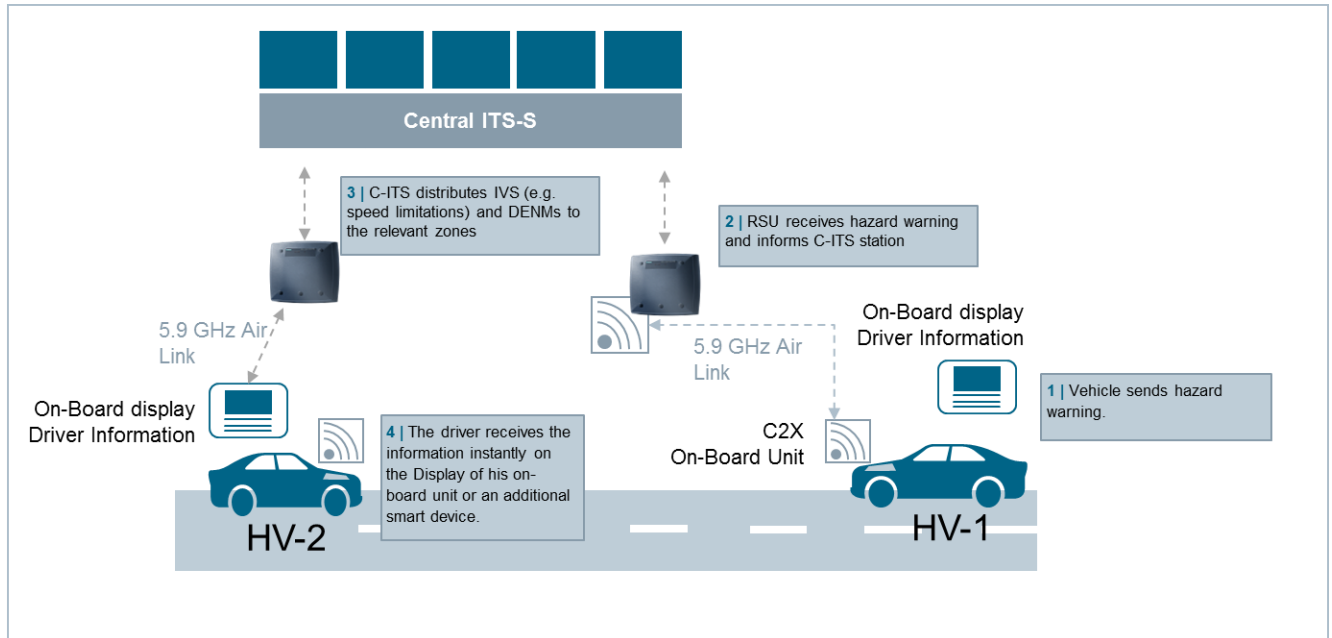 Central ITS-S
3 | C-ITS distributes IVS (e.g.
speed limitations) and DENMs to
the relevant zones
2 | RSU receives hazard warning
and informs C-ITS station
5.9 GHz Air
Link
5.9 GHz Air
Link
On-Board display
Driver Information
1 | Vehicle sends hazard
warning.
On-Board display
Driver Information
4 | The driver receives the
information instantly on
the Display of his on-
board unit or an additional
smart device.
C2X
On-Board Unit
HV-2
HV-1